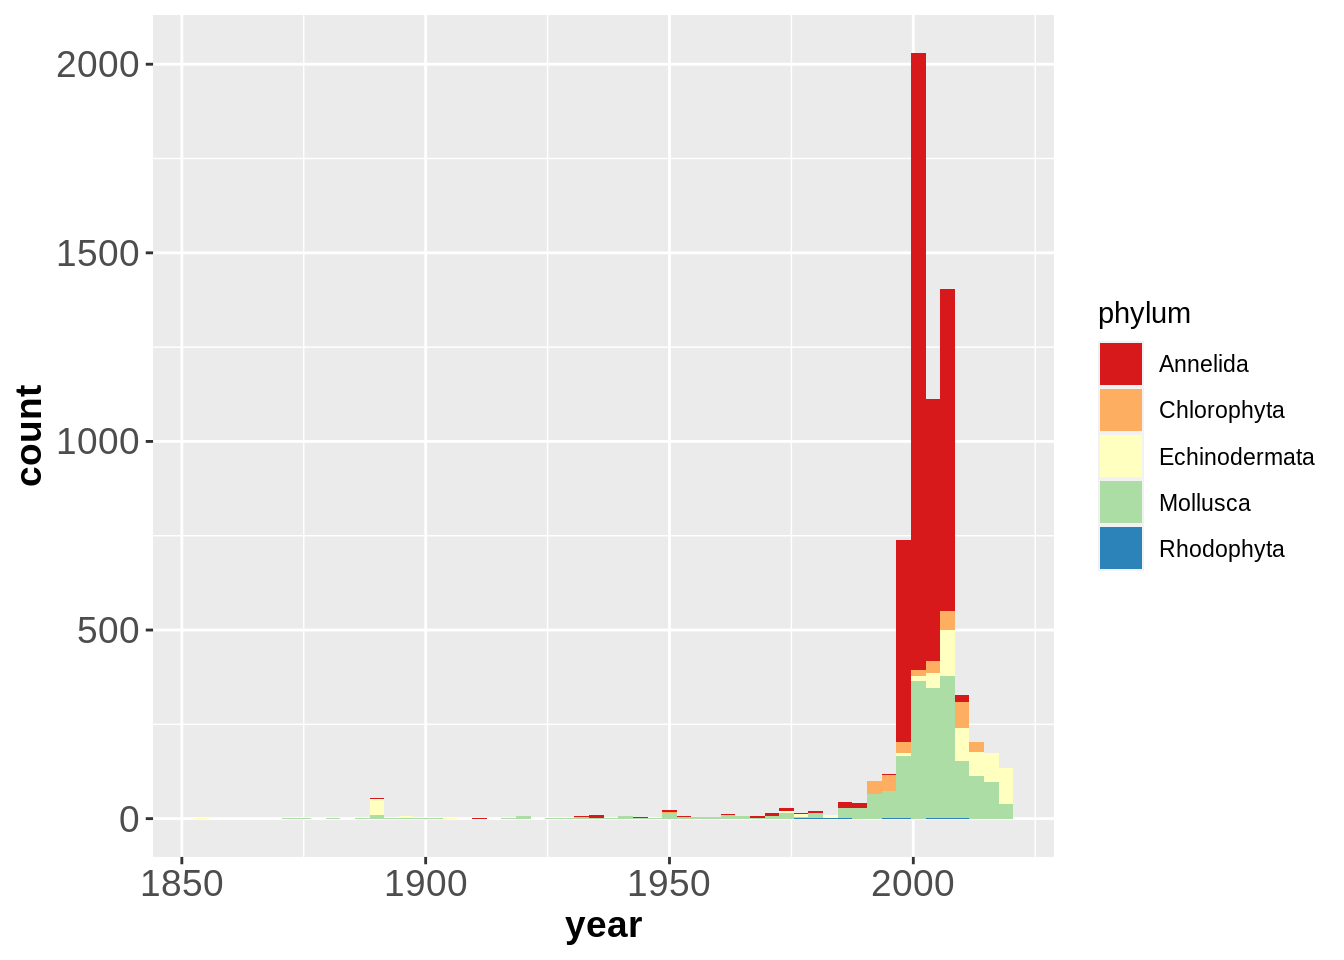 2000
1500
1000
500
0
count
1850 1900 1950 2000
year
phylum
Annelida
Chlorophyta
Echinodermata
Mollusca
Rhodophyta